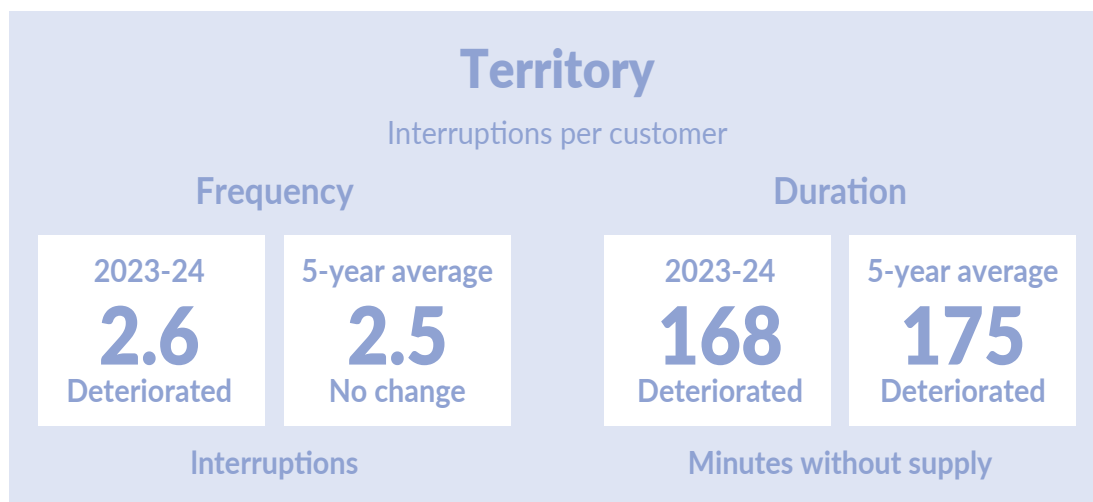 Territory
Interruptions per customer
Frequency
Duration
2023-24
5-year average
2023-24
5-year average
2.6
2.5
168
175
Deteriorated
No change
Deteriorated
Deteriorated
Interruptions
Minutes without supply